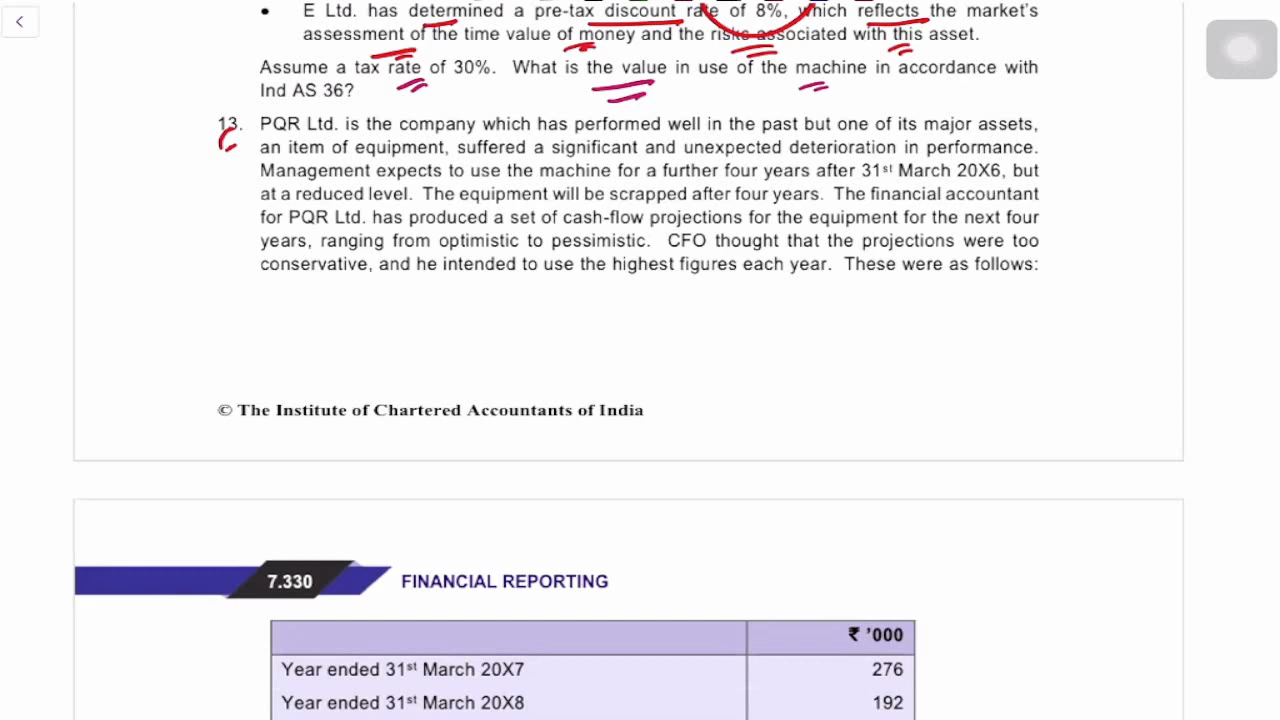 • E Ltd. has determined a pre-tax discount rate of 8%, which reflects the market's
assessment of the time value of money and the risks associated with this asset.
Assume a tax rate of 30%. What is the value in use of the machine in accordance with
Ind AS 36?
13. PQR Ltd. is the company which has performed well in the past but one of its major assets,
an item of equipment, suffered a significant and unexpected deterioration in performance.
Management expects to use the machine for a further four years after 31st March 20X6, but
at a reduced level. The equipment will be scrapped after four years. The financial accountant
for PQR Ltd. has produced a set of cash-flow projections for the equipment for the next four
years, ranging from optimistic to pessimistic. CFO thought that the projections were too
conservative, and he intended to use the highest figures each year. These were as follows:
© The Institute of Chartered Accountants of India
7.330 FINANCIAL REPORTING
₹ '000
Year ended 31st March 20X7 276
Year ended 31st March 20X8 192